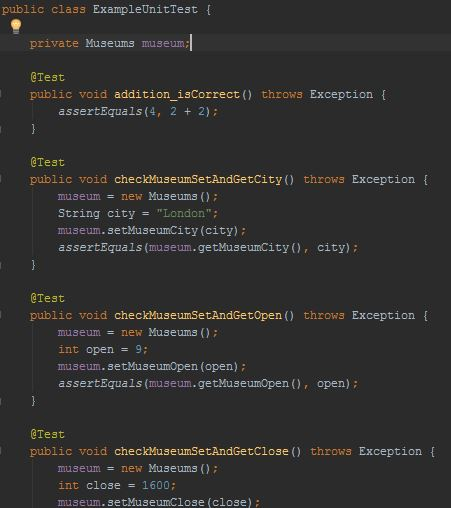 public class ExampleUnitTest {
private Museums museum;
@Test
public void addition_isCorrect() throws Exception {
assertEquals(4, 2 + 2);
}
@Test
public void checkMuseumSetAndGetCity() throws Exception {
museum = new Museums();
String city = "London";
museum.setMuseumCity(city);
assertEquals(museum.getMuseumCity(), city);
}
@Test
public void checkMuseumSetAndGetOpen() throws Exception {
museum = new Museums();
int open = 9;
museum.setMuseumOpen(open);
assertEquals(museum.getMuseumOpen(), open);
}
@Test
public void checkMuseumSetAndGetClose() throws Exception {
museum = new Museums();
int close = 1600;
museum.setMuseumClose(close);